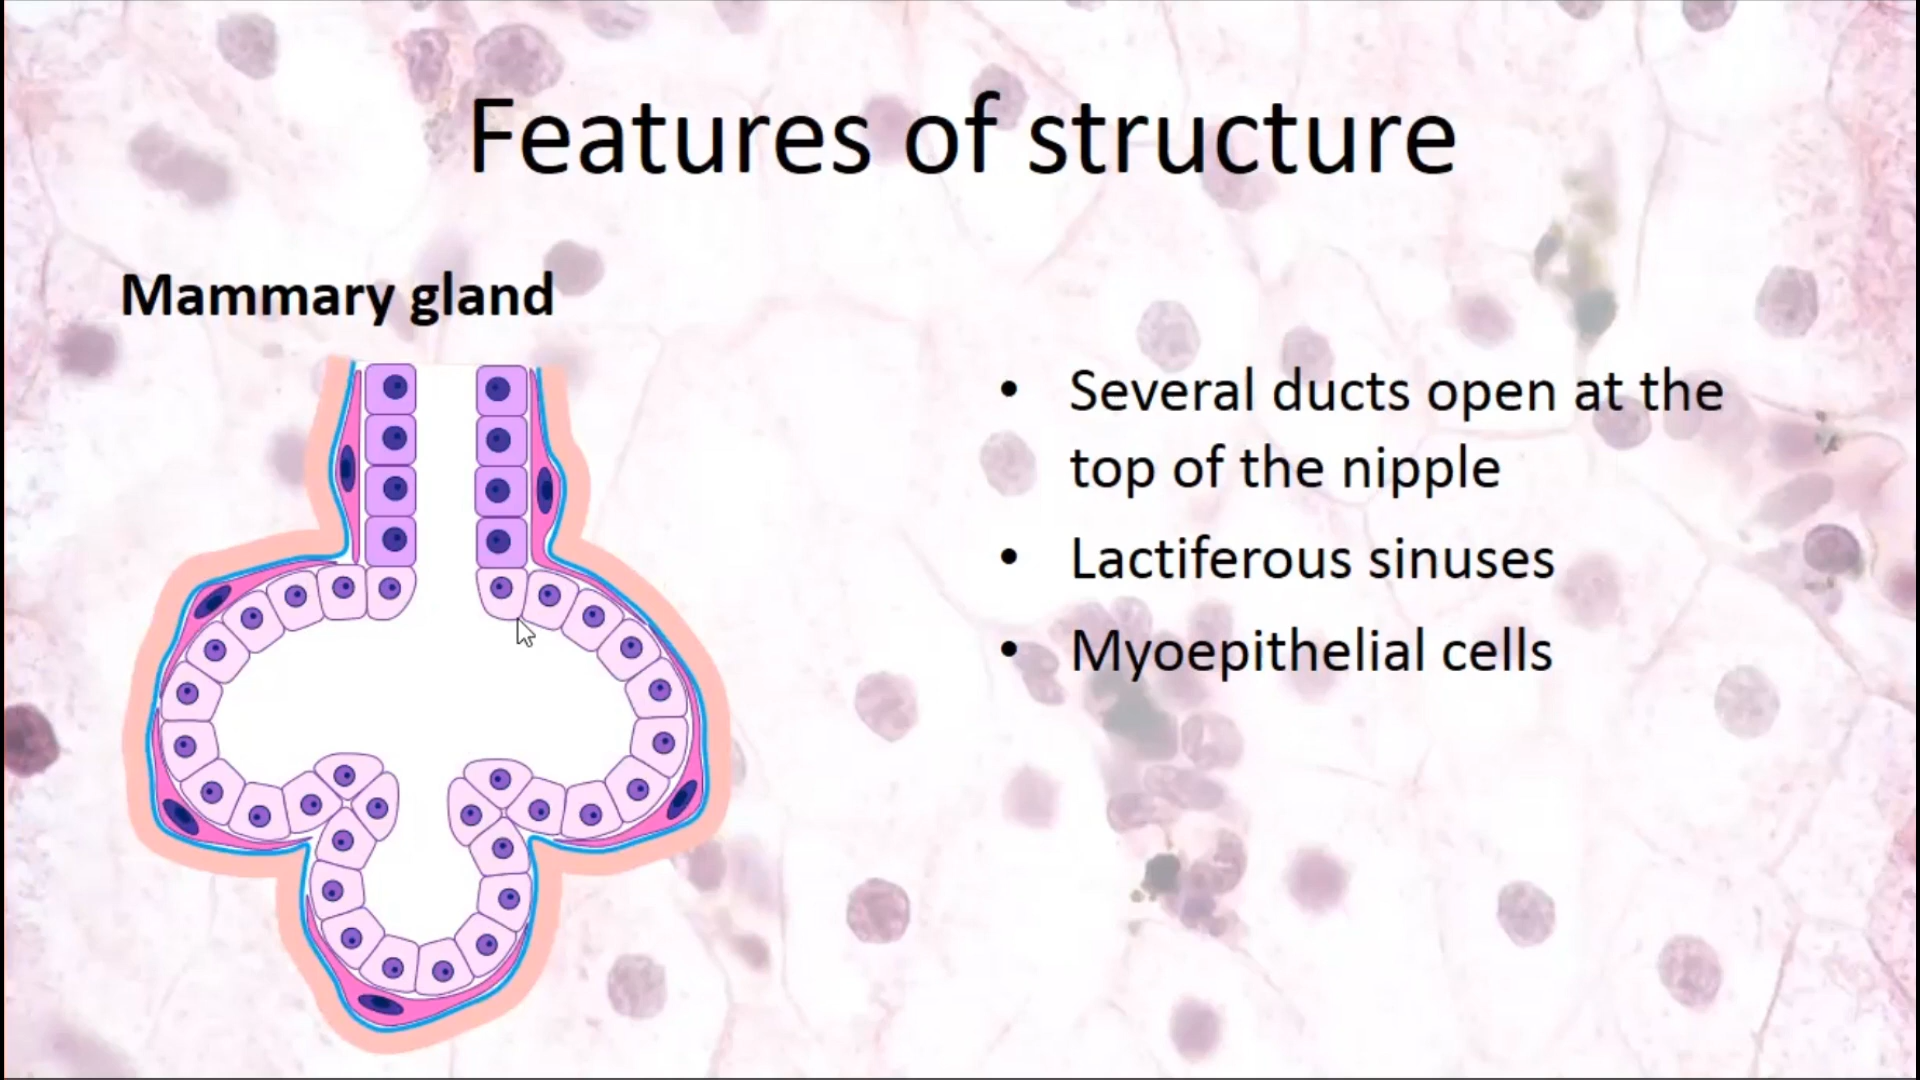 Features of structure
Mammary gland
• Several ducts open at the
top of the nipple
• Lactiferous sinuses
• Myoepithelial cells